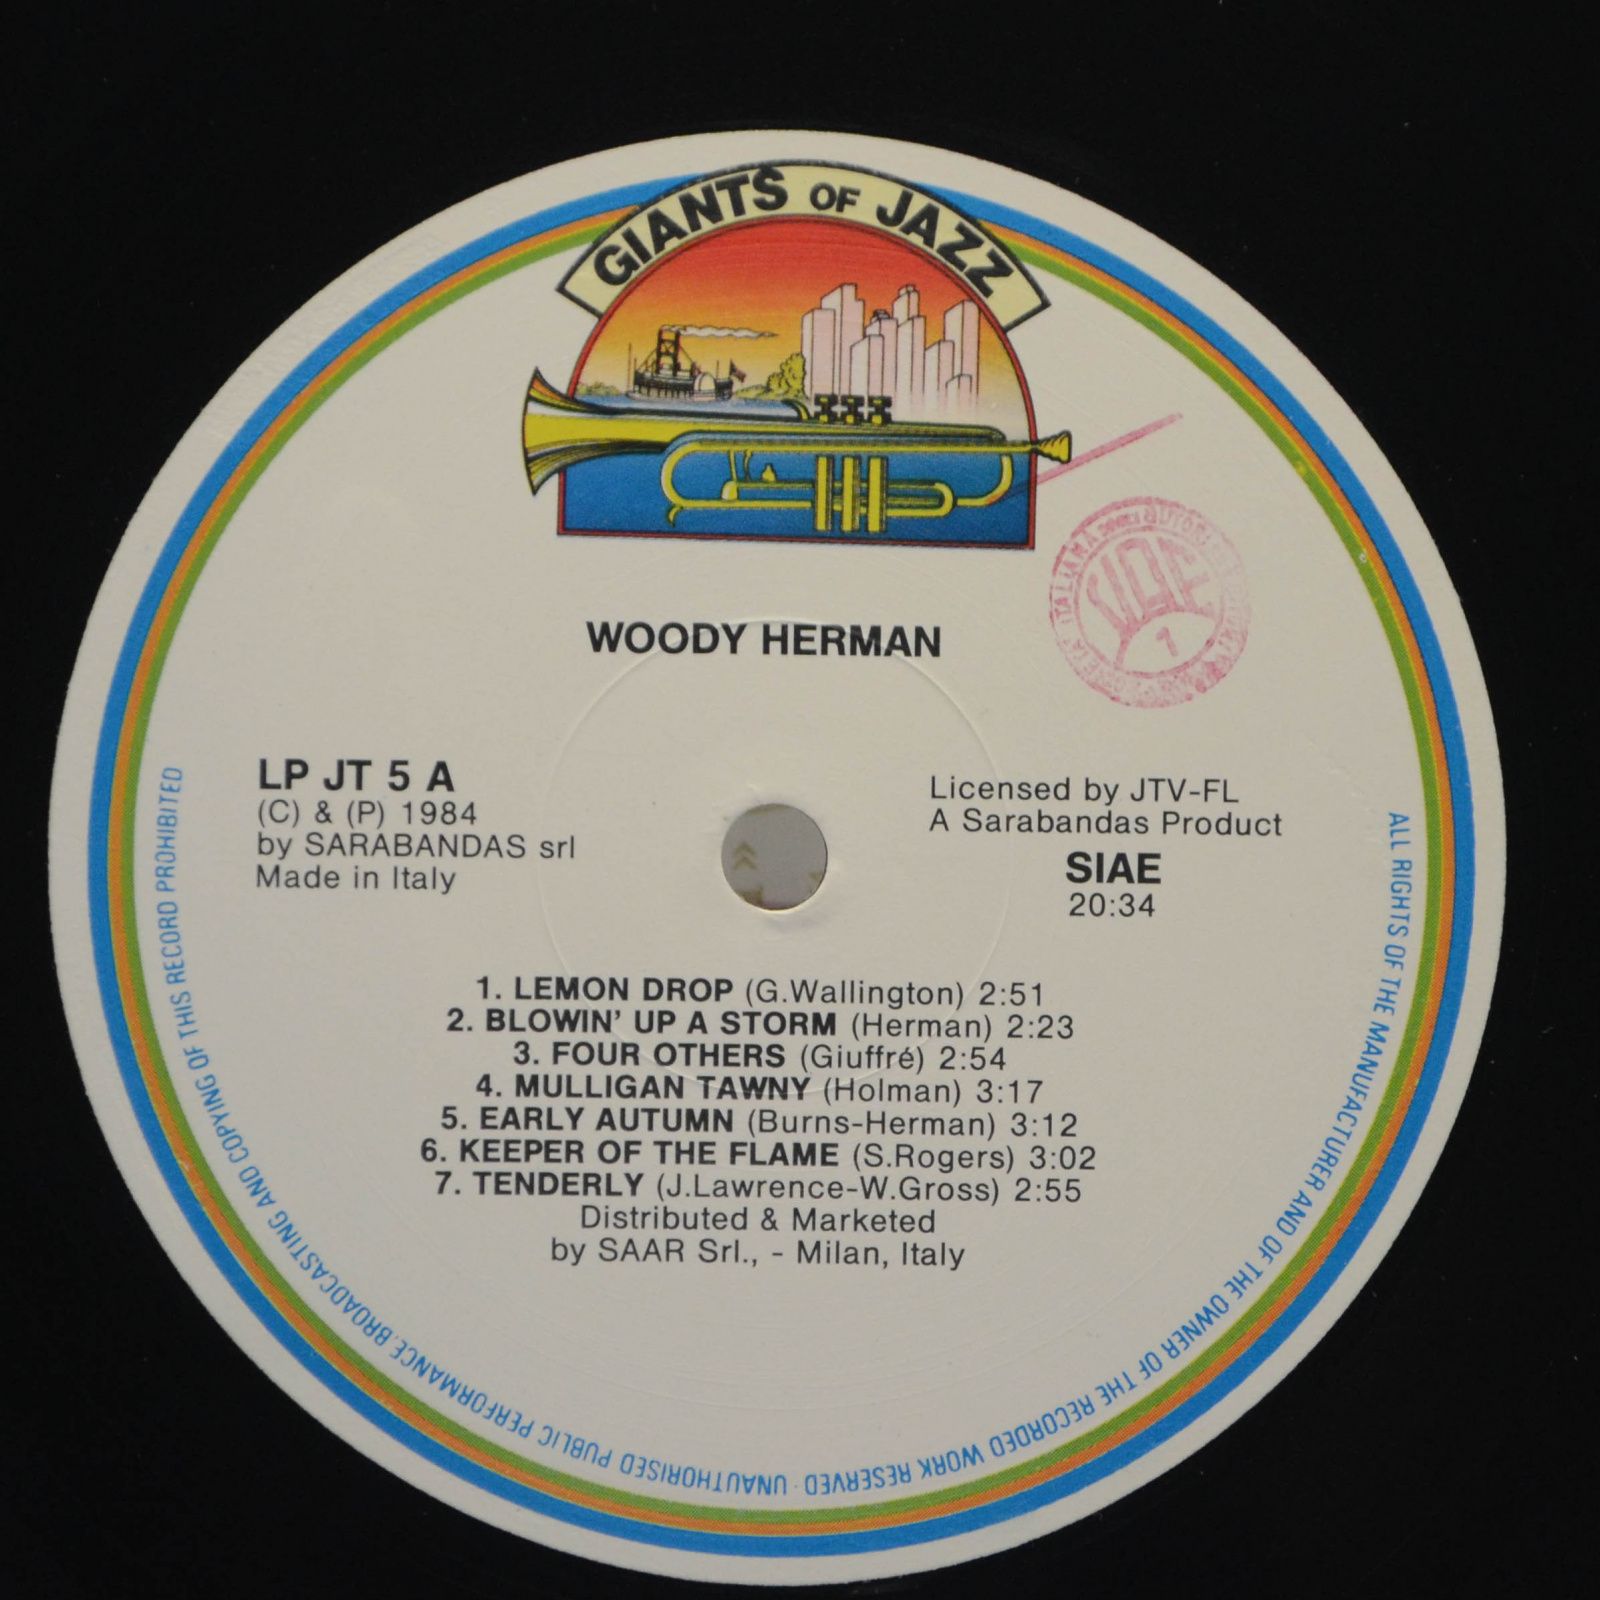 GIANTS OF JAZZ
WOODY HERMAN
LP JT 5 A
(C) & (P) 1984
by SARABANDAS srl
Made in Italy
Licensed by JTV-FL
A Sarabandas Product
SIAE
20:34
SIAE
1
1. LEMON DROP (G.Wallington) 2:51
2. BLOWIN' UP A STORM (Herman) 2:23
3. FOUR OTHERS (Giuffré) 2:54
4. MULLIGAN TAWNY (Holman) 3:17
5. EARLY AUTUMN (Burns-Herman) 3:12
6. KEEPER OF THE FLAME (S.Rogers) 3:02
7. TENDERLY (J.Lawrence-W.Gross) 2:55
Distributed & Marketed
by SAAR Srl., - Milan, Italy
ALL RIGHTS OF THE MANUFACTURER AND OF THE OWNER OF THE RECORDED WORK RESERVED · UNAUTHORISED PUBLIC PERFORMANCE.BROADCASTING AND COPYING OF THIS RECORD PROHIBITED